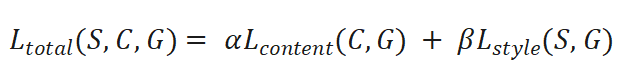 L_total(S, C, G) = αL_content(C, G) + βL_style(S, G)